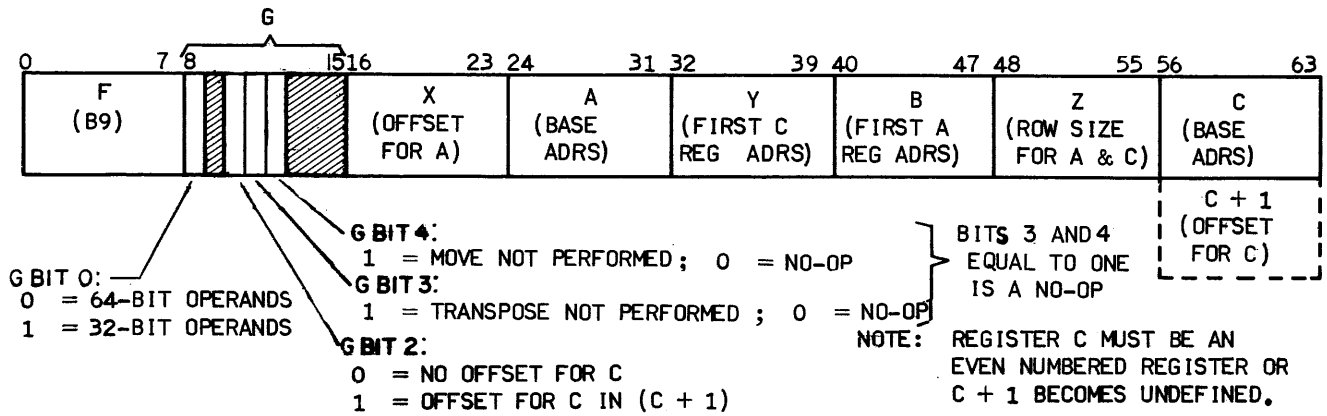 G
0 7 8 15 16 23 24 31 32 39 40 47 48 55 56 63
F
(B9)
X
(OFFSET
FOR A)
A
(BASE
ADRS)
Y
(FIRST C
REG ADRS)
B
(FIRST A
REG ADRS)
Z
(ROW SIZE
FOR A & C)
C
(BASE
ADRS)
C + 1
(OFFSET
FOR C)
G BIT 4:
1 = MOVE NOT PERFORMED; 0 = NO-OP
G BIT 3:
1 = TRANSPOSE NOT PERFORMED ; 0 = NO-OP
BITS 3 AND 4
EQUAL TO ONE
IS A NO-OP
G BIT 0:
0 = 64-BIT OPERANDS
1 = 32-BIT OPERANDS
G BIT 2:
0 = NO OFFSET FOR C
1 = OFFSET FOR C IN (C + 1)
NOTE: REGISTER C MUST BE AN
EVEN NUMBERED REGISTER OR
C + 1 BECOMES UNDEFINED.